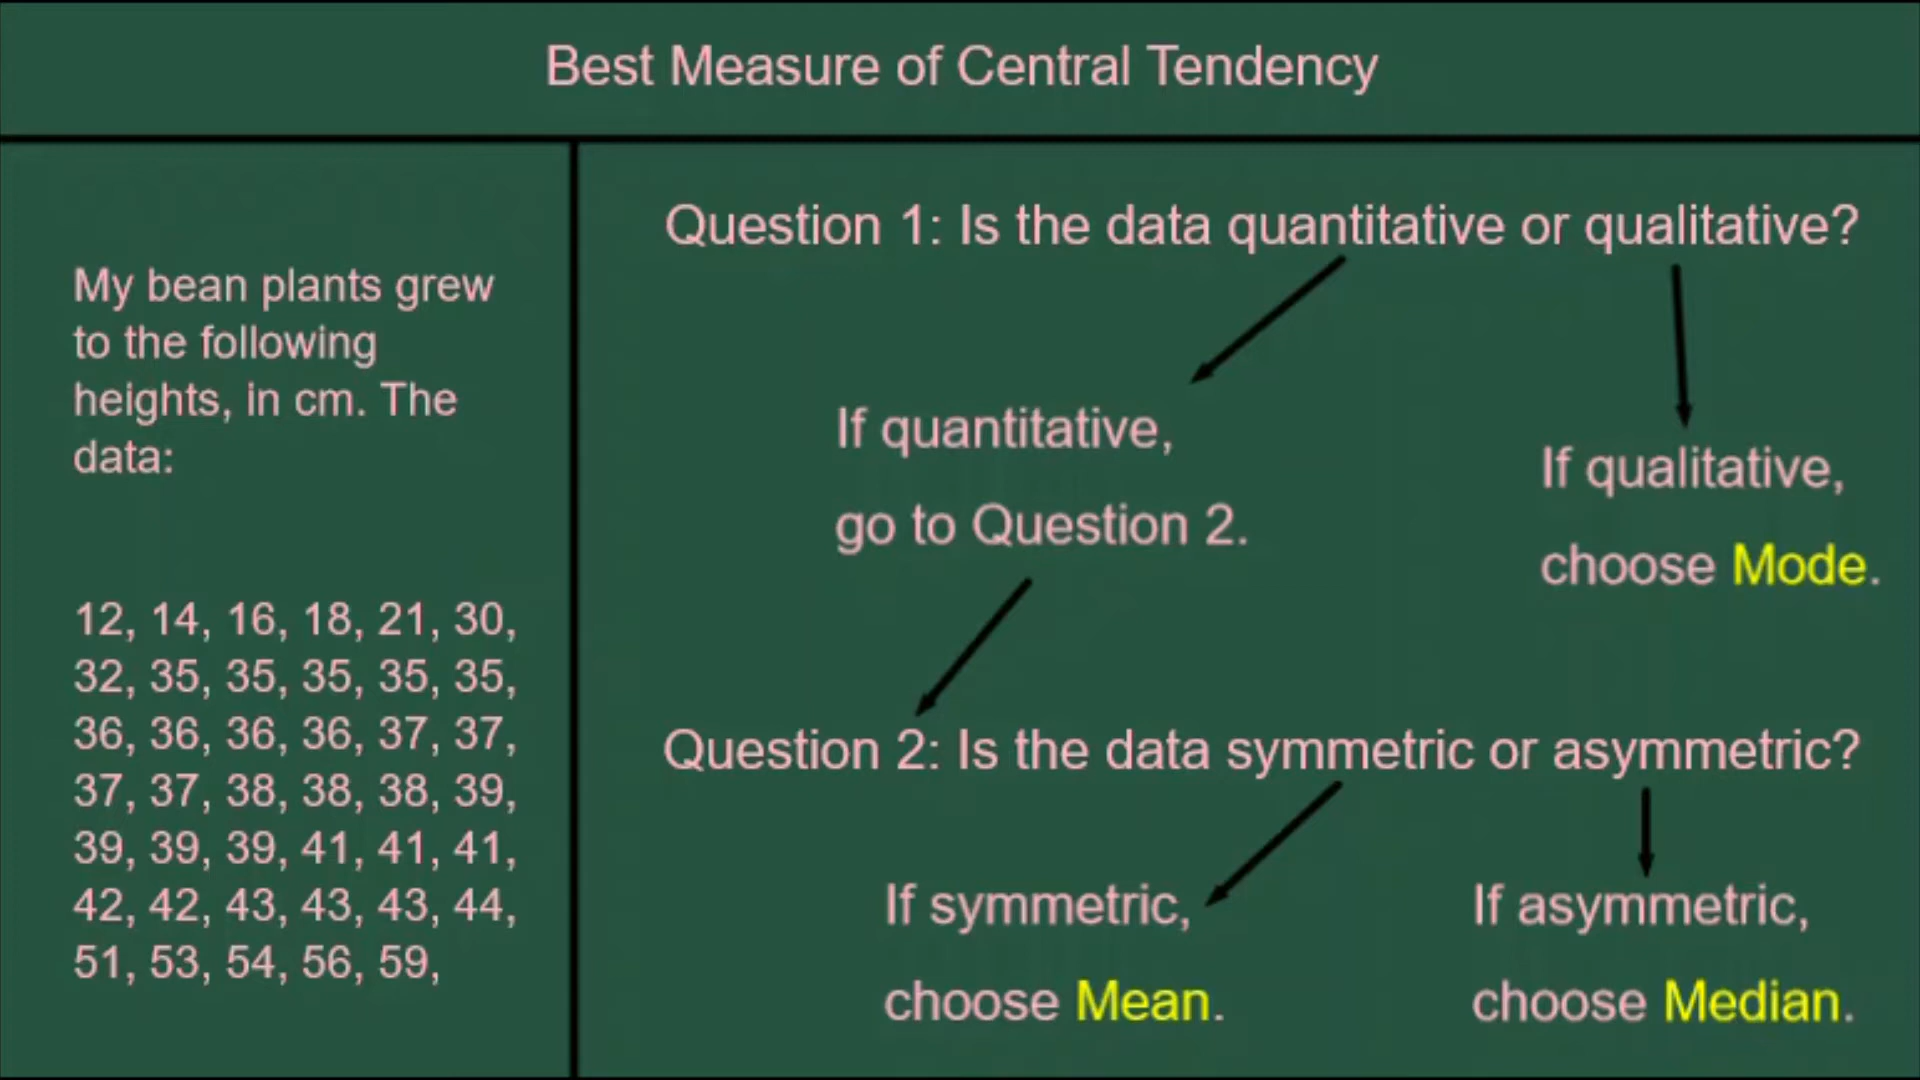 Best Measure of Central Tendency
My bean plants grew
to the following
heights, in cm. The
data:
12, 14, 16, 18, 21, 30,
32, 35, 35, 35, 35, 35,
36, 36, 36, 36, 37, 37,
37, 37, 38, 38, 38, 39,
39, 39, 39, 41, 41, 41,
42, 42, 43, 43, 43, 44,
51, 53, 54, 56, 59,
Question 1: Is the data quantitative or qualitative?
If quantitative,
go to Question 2.
If qualitative,
choose Mode.
Question 2: Is the data symmetric or asymmetric?
If symmetric,
choose Mean.
If asymmetric,
choose Median.